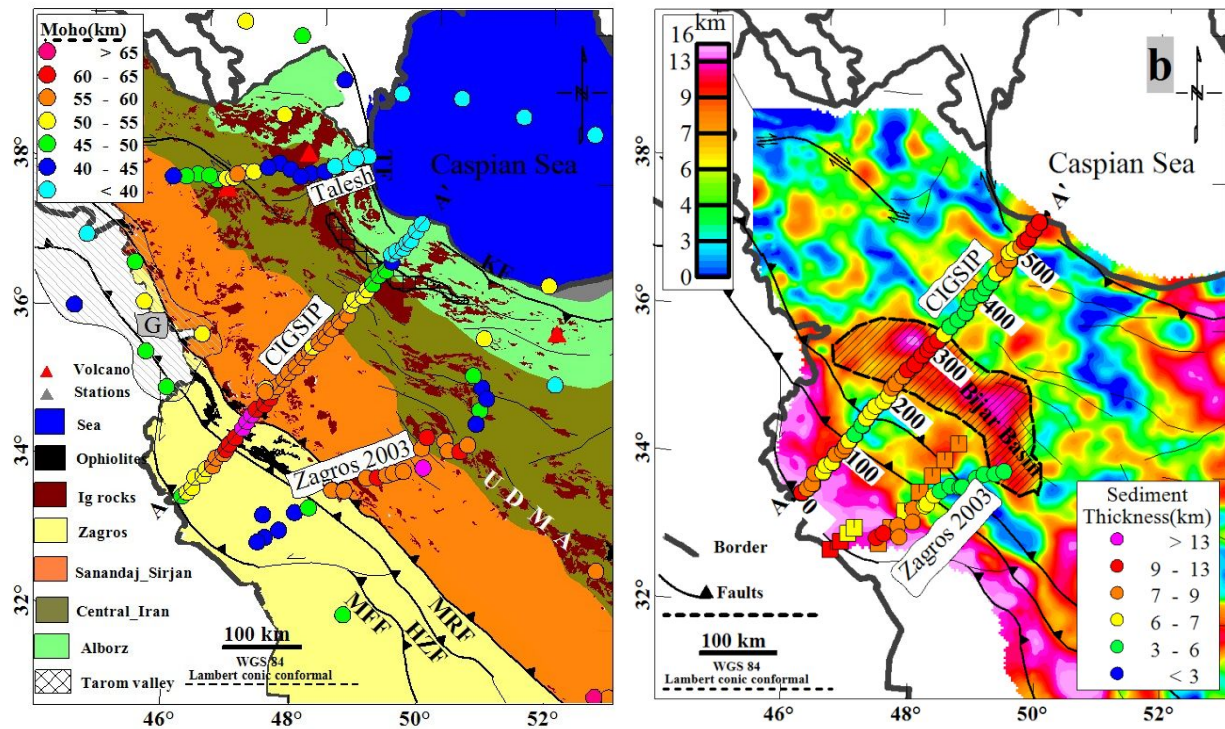 Moho(km)
> 65
60 - 65
55 - 60
50 - 55
45 - 50
40 - 45
< 40
N
Caspian Sea
Talesh
A'
KF
CIGSIP
G
Zagros 2003
UDMA
A
MFF
HZF
MRF
Volcano
Stations
Sea
Ophiolites
Ig rocks
Zagros
Sanandaj_Sirjan
Central_Iran
Alborz
Tarom valley
100 km
WGS 84
Lambert conic conformal
38°
36°
34°
32°
46°
48°
50°
52°
km
16
13
9
7
6
4
3
0
b
N
Caspian Sea
A'
500
CIGSIP
400
300
Bijar Basin
200
100
A
0
Zagros 2003
Border
Faults
100 km
WGS 84
Lambert conic conformal
Sediment
Thickness(km)
> 13
9 - 13
7 - 9
6 - 7
3 - 6
< 3
38°
36°
34°
32°
46°
48°
50°
52°